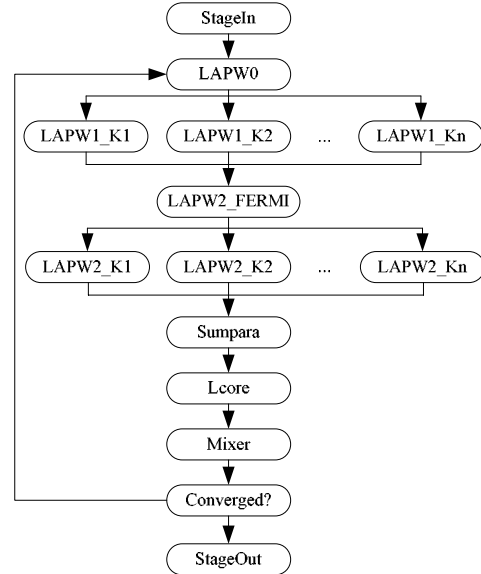 StageIn
LAPW0
LAPW1_K1 LAPW1_K2 ... LAPW1_Kn
LAPW2_FERMI
LAPW2_K1 LAPW2_K2 ... LAPW2_Kn
Sumpara
Lcore
Mixer
Converged?
StageOut